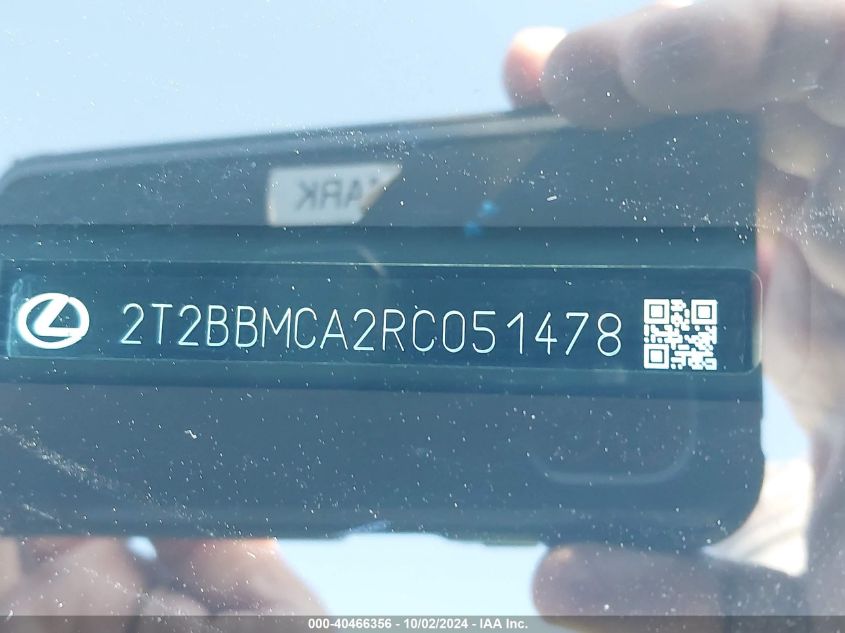 ARK
2T2BBMCA2RC051478
000-40466356 - 10/02/2024 - IAA Inc.